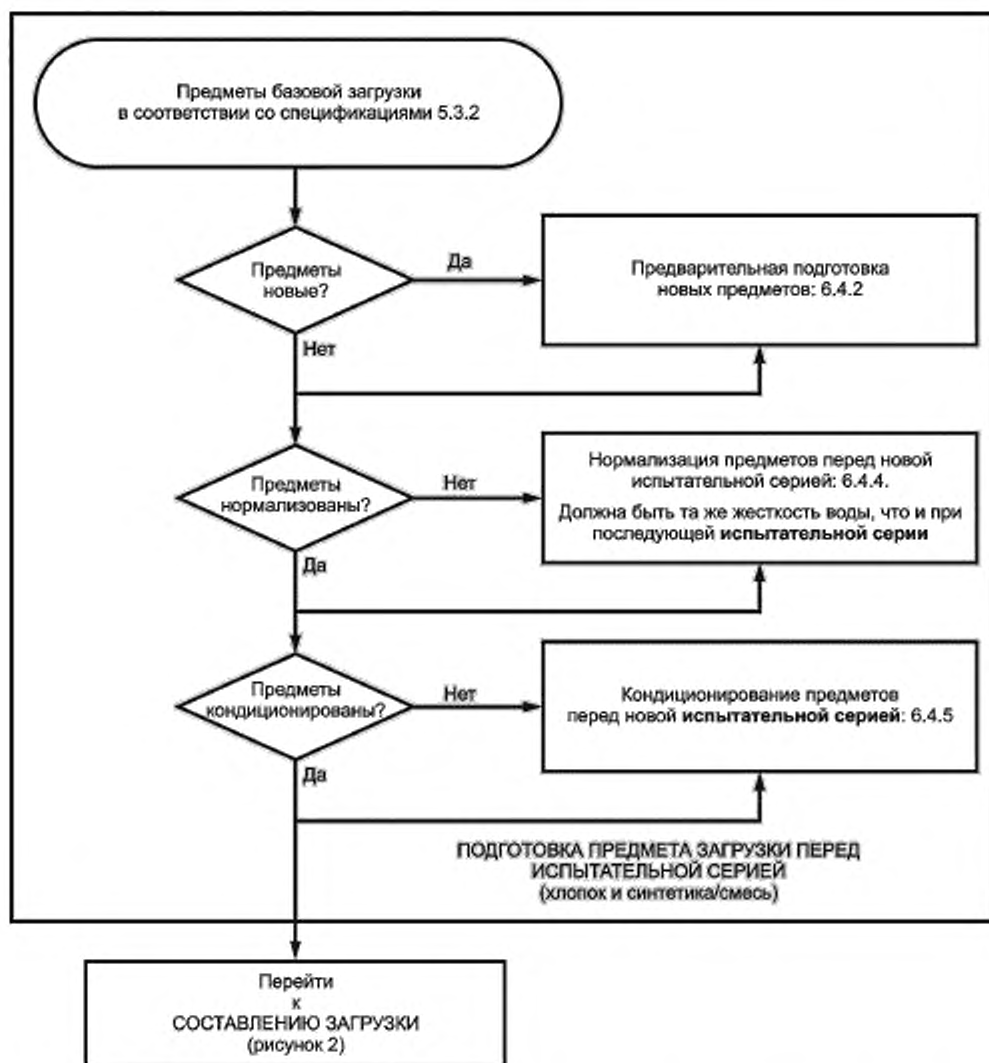 Предметы базовой загрузки
в соответствии со спецификациями 5.3.2
Предметы
новые?
Да
Предварительная подготовка
новых предметов: 6.4.2
Нет
Предметы
нормализованы?
Нет
Нормализация предметов перед новой
испытательной серией: 6.4.4.
Должна быть та же жесткость воды, что и при
последующей испытательной серии
Да
Предметы
кондиционированы?
Нет
Кондиционирование предметов
перед новой испытательной серией: 6.4.5
Да
ПОДГОТОВКА ПРЕДМЕТА ЗАГРУЗКИ ПЕРЕД
ИСПЫТАТЕЛЬНОЙ СЕРИЕЙ
(хлопок и синтетика/смесь)
Перейти
к
СОСТАВЛЕНИЮ ЗАГРУЗКИ
(рисунок 2)